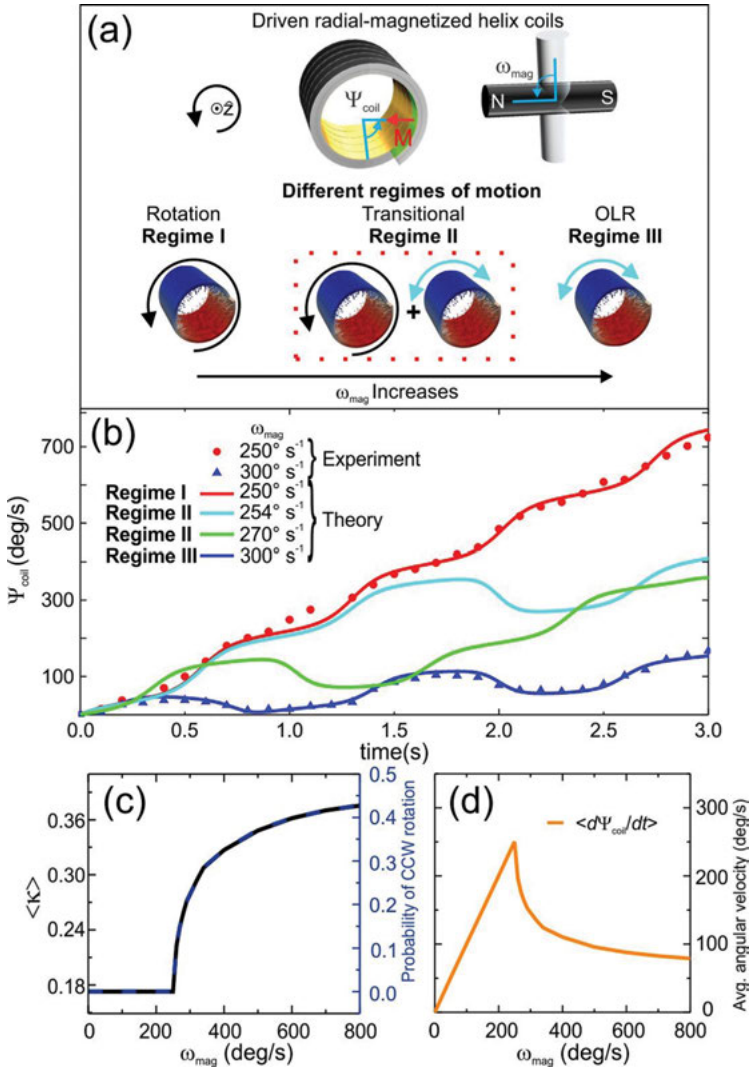 (a)
Driven radial-magnetized helix coils
⊙ẑ
Ψcoil
M
ωmag
N
S
Different regimes of motion
Rotation
Regime I
Transitional
Regime II
OLR
Regime III
+
ωmag Increases
(b)
ωmag
250° s⁻¹
300° s⁻¹
Experiment
Regime I 250° s⁻¹
Regime II 254° s⁻¹
Regime II 270° s⁻¹
Regime III 300° s⁻¹
Theory
Ψcoil (deg/s)
700
500
300
100
0.0 0.5 1.0 1.5 2.0 2.5 3.0
time(s)
(c)
<κ>
0.36
0.30
0.24
0.18
0.5
0.4
0.3
0.2
0.1
0.0
Probability of CCW rotation
0 200 400 600 800
ωmag (deg/s)
(d)
<dΨcoil/dt>
300
200
100
0
Avg. angular velocity (deg/s)
0 200 400 600 800
ωmag (deg/s)